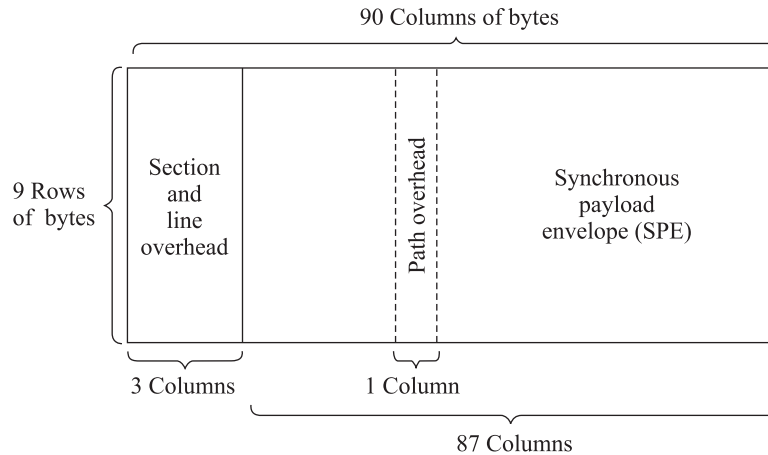 90 Columns of bytes
9 Rows
of bytes
Section
and
line
overhead
Path overhead
Synchronous
payload
envelope (SPE)
3 Columns
1 Column
87 Columns